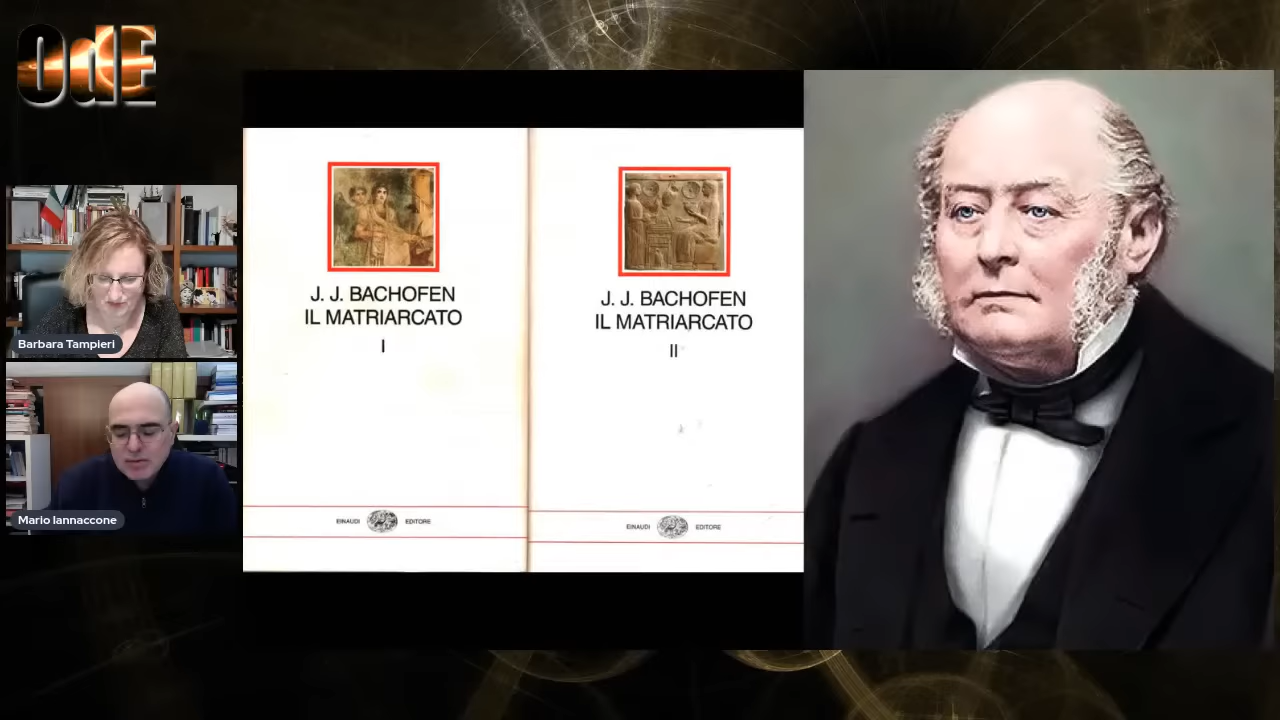 OdE
Barbara Tampieri
Mario Iannaccone
J. J. BACHOFEN
IL MATRIARCATO
I
EINAUDI EDITORE
J. J. BACHOFEN
IL MATRIARCATO
II
EINAUDI EDITORE